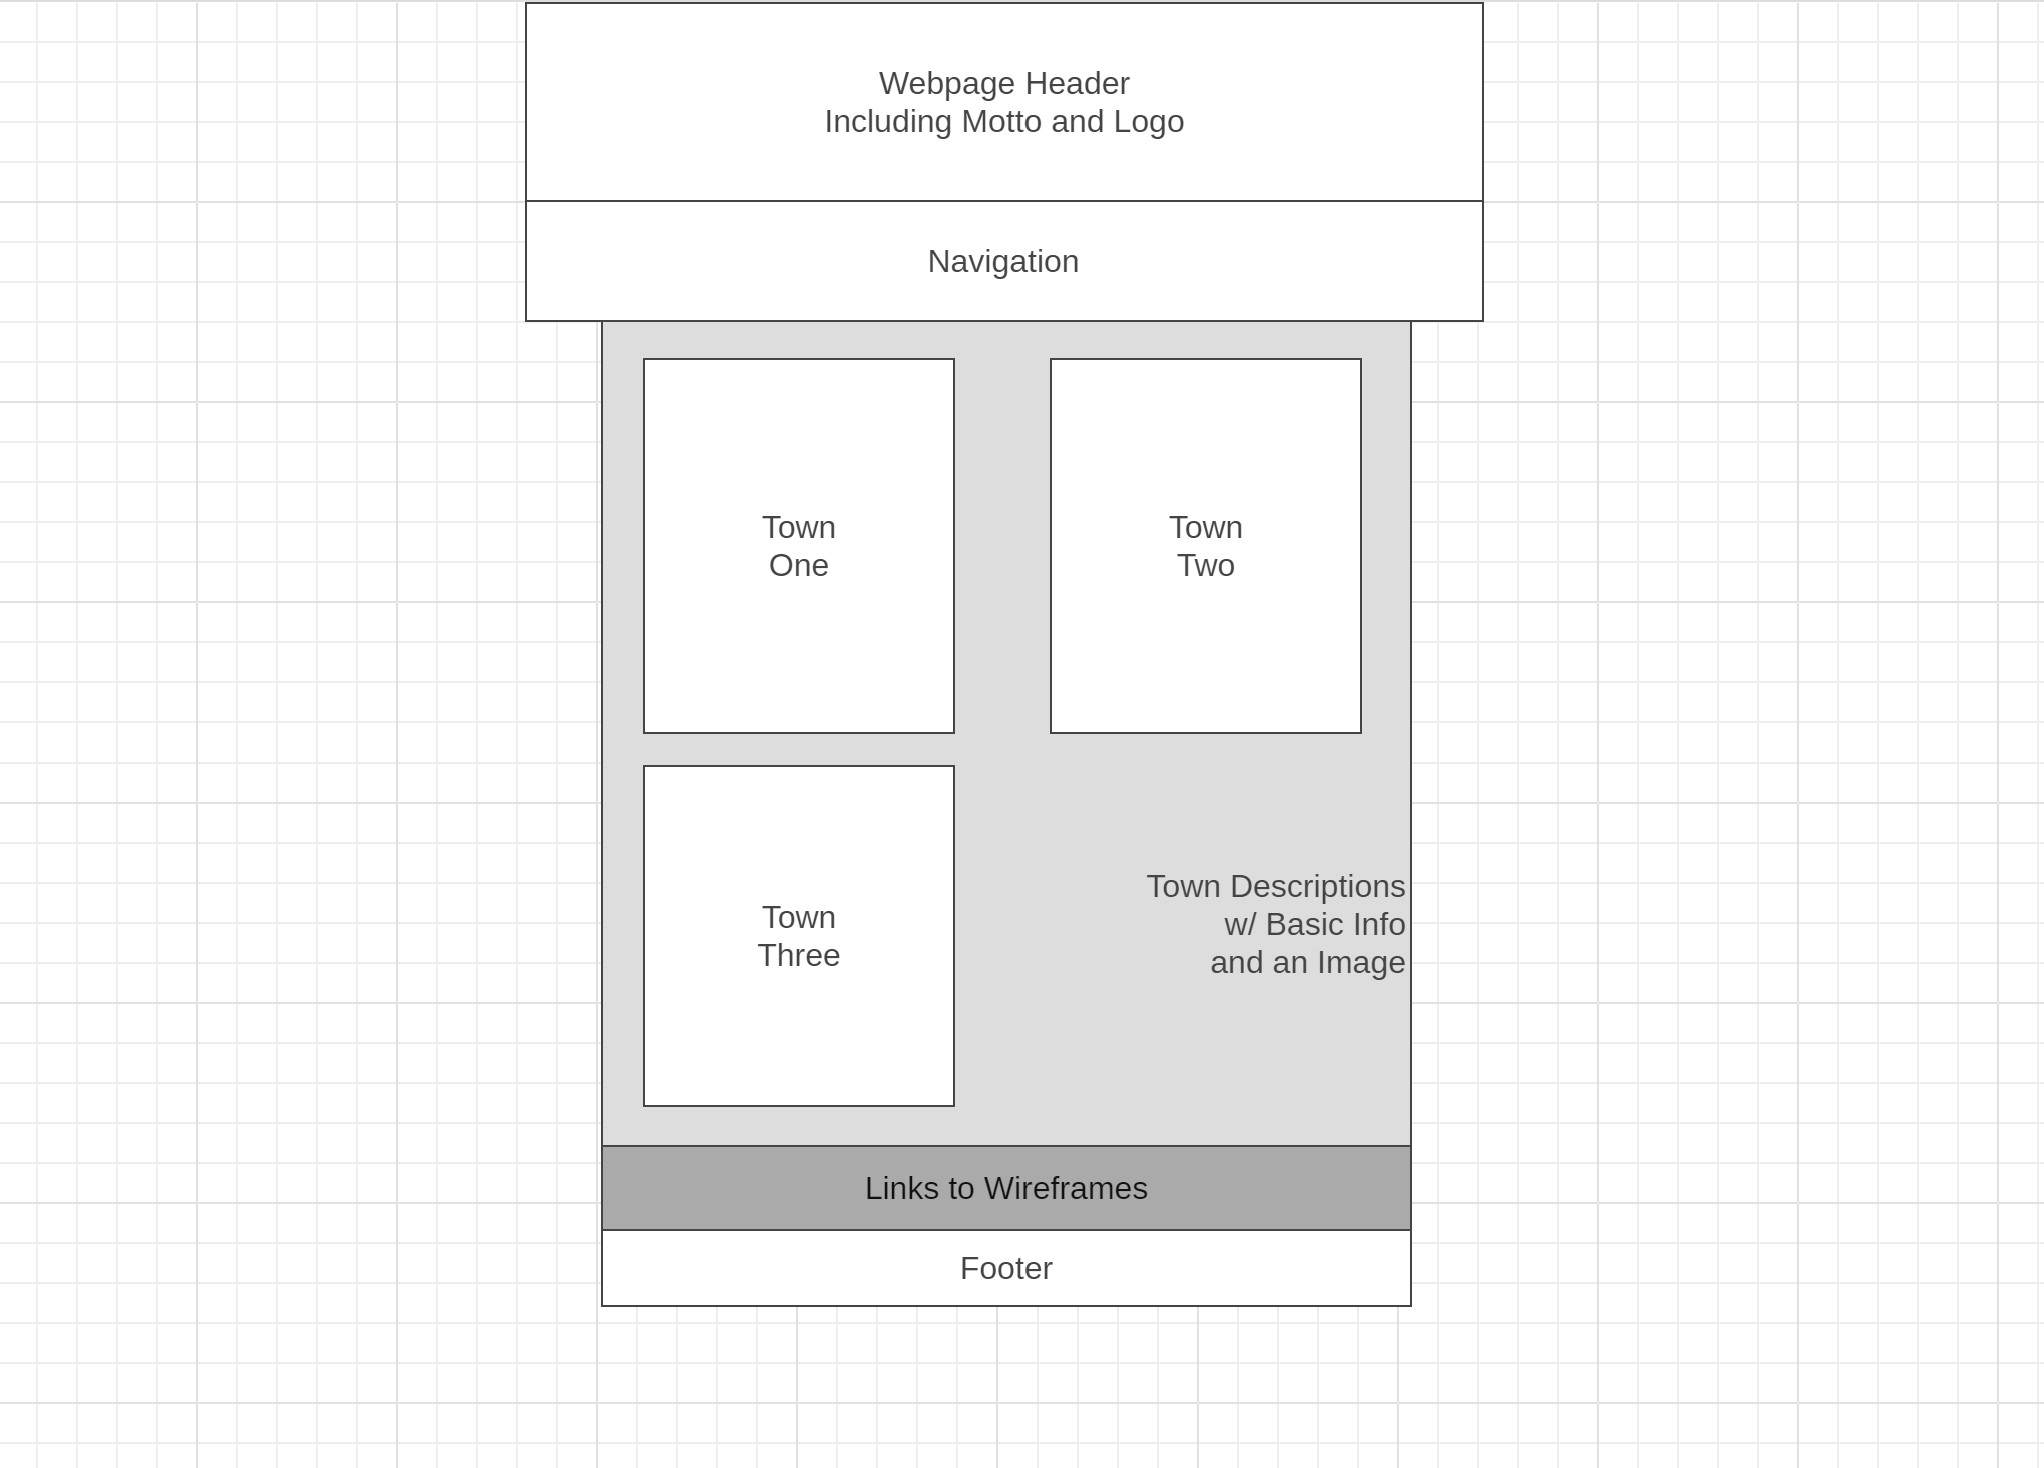 Webpage Header
Including Motto and Logo
Navigation
Town
One
Town
Two
Town
Three
Town Descriptions
w/ Basic Info
and an Image
Links to Wireframes
Footer